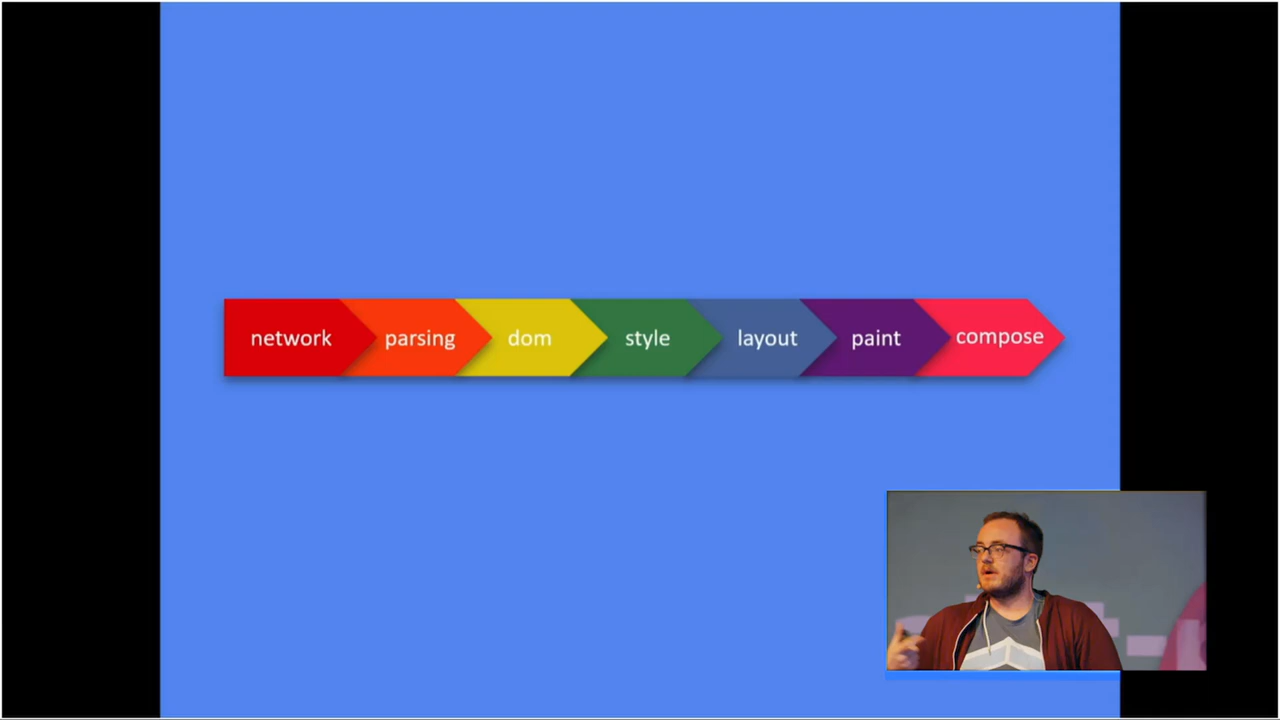 network
parsing
dom
style
layout
paint
compose